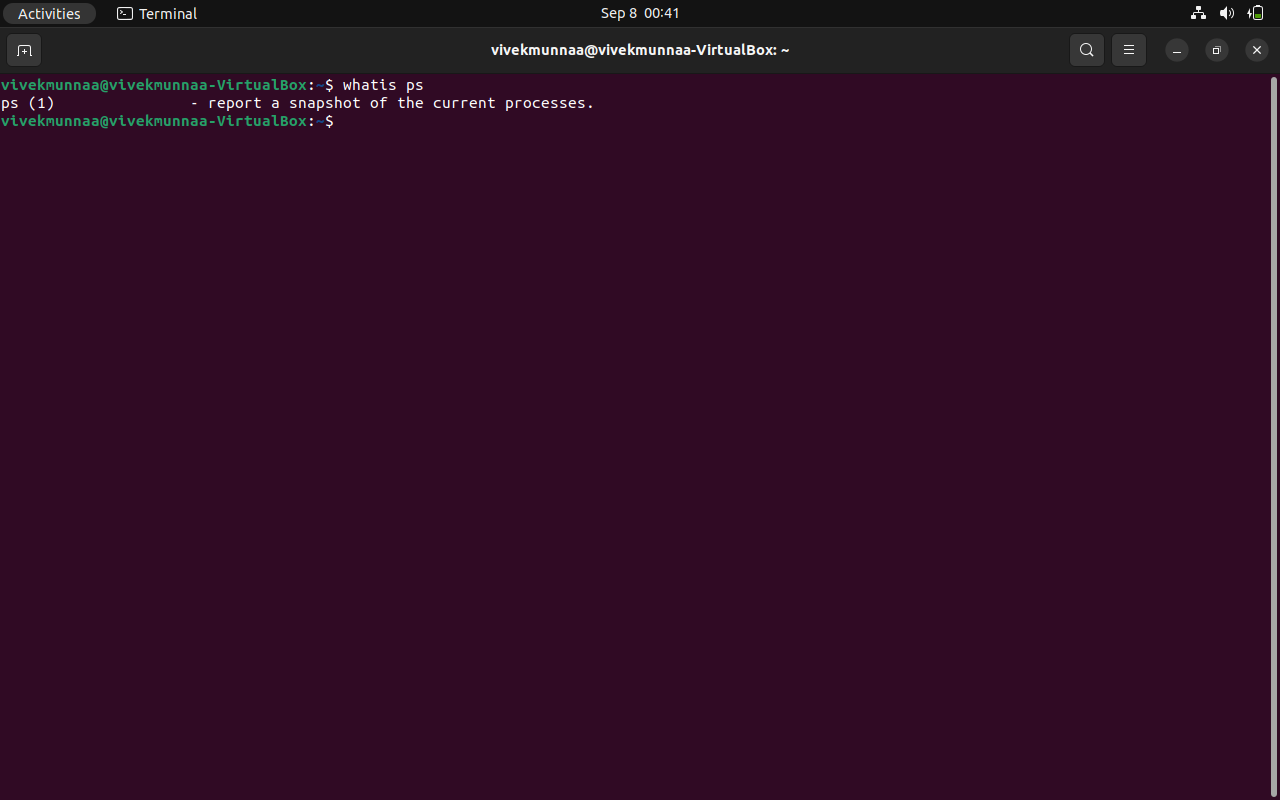 Activities Terminal Sep 8 00:41
vivekmunnaa@vivekmunnaa-VirtualBox: ~
vivekmunnaa@vivekmunnaa-VirtualBox:~$ whatis ps
ps (1)               - report a snapshot of the current processes.
vivekmunnaa@vivekmunnaa-VirtualBox:~$